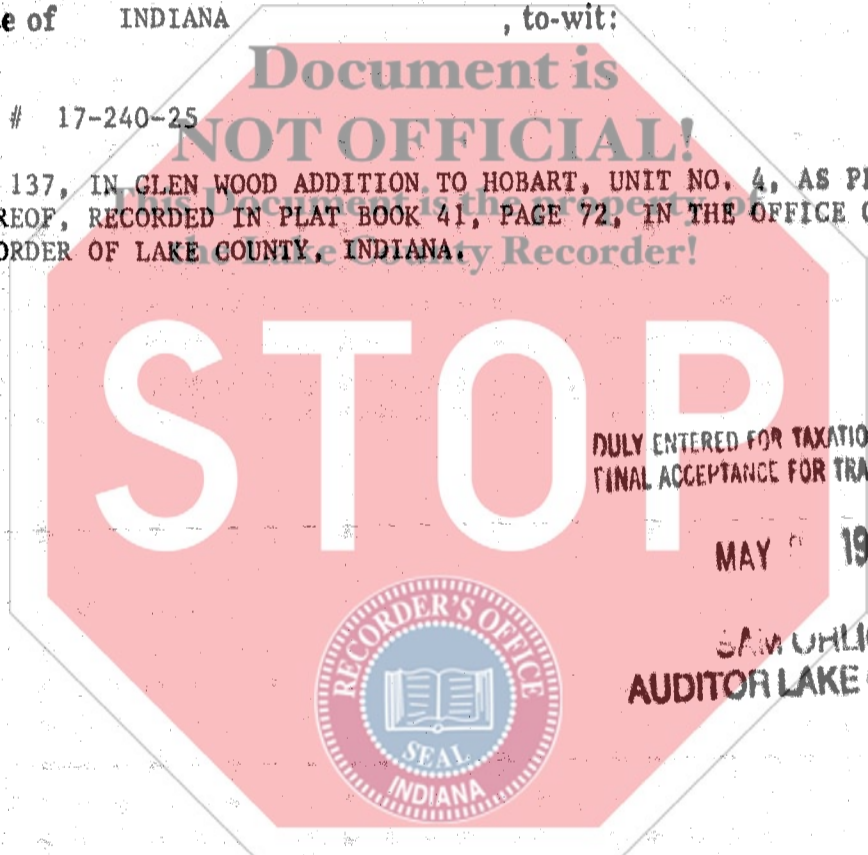 e of INDIANA , to-wit:
Document is
# 17-240-25
NOT OFFICIAL!
137, IN GLEN WOOD ADDITION TO HOBART, UNIT NO. 4, AS P
This Document is the property of
REOF, RECORDED IN PLAT BOOK 41, PAGE 72, IN THE OFFICE
ORDER OF LAKE COUNTY, INDIANA.
the Lake County Recorder!
STOP
DULY ENTERED FOR TAXATIO
FINAL ACCEPTANCE FOR TRA
MAY 19
SAM
AUDITOR LAKE
RECORDER'S OFFICE
SEAL
INDIANA